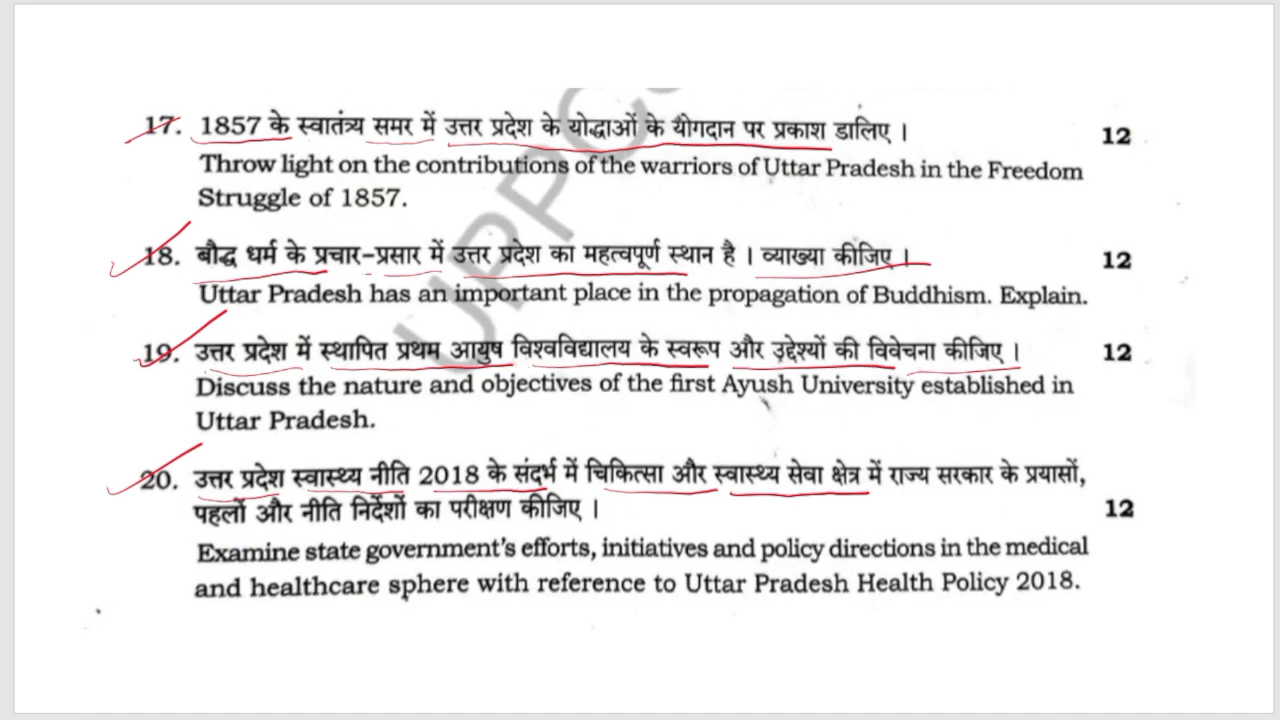 17. 1857 के स्वातंत्र्य समर में उत्तर प्रदेश के योद्धाओं के योगदान पर प्रकाश डालिए । 12
Throw light on the contributions of the warriors of Uttar Pradesh in the Freedom
Struggle of 1857.
18. बौद्ध धर्म के प्रचार-प्रसार में उत्तर प्रदेश का महत्वपूर्ण स्थान है । व्याख्या कीजिए । 12
Uttar Pradesh has an important place in the propagation of Buddhism. Explain.
19. उत्तर प्रदेश में स्थापित प्रथम आयुष विश्वविद्यालय के स्वरूप और उद्देश्यों की विवेचना कीजिए । 12
Discuss the nature and objectives of the first Ayush University established in
Uttar Pradesh.
20. उत्तर प्रदेश स्वास्थ्य नीति 2018 के संदर्भ में चिकित्सा और स्वास्थ्य सेवा क्षेत्र में राज्य सरकार के प्रयासों,
पहलों और नीति निर्देशों का परीक्षण कीजिए । 12
Examine state government's efforts, initiatives and policy directions in the medical
and healthcare sphere with reference to Uttar Pradesh Health Policy 2018.